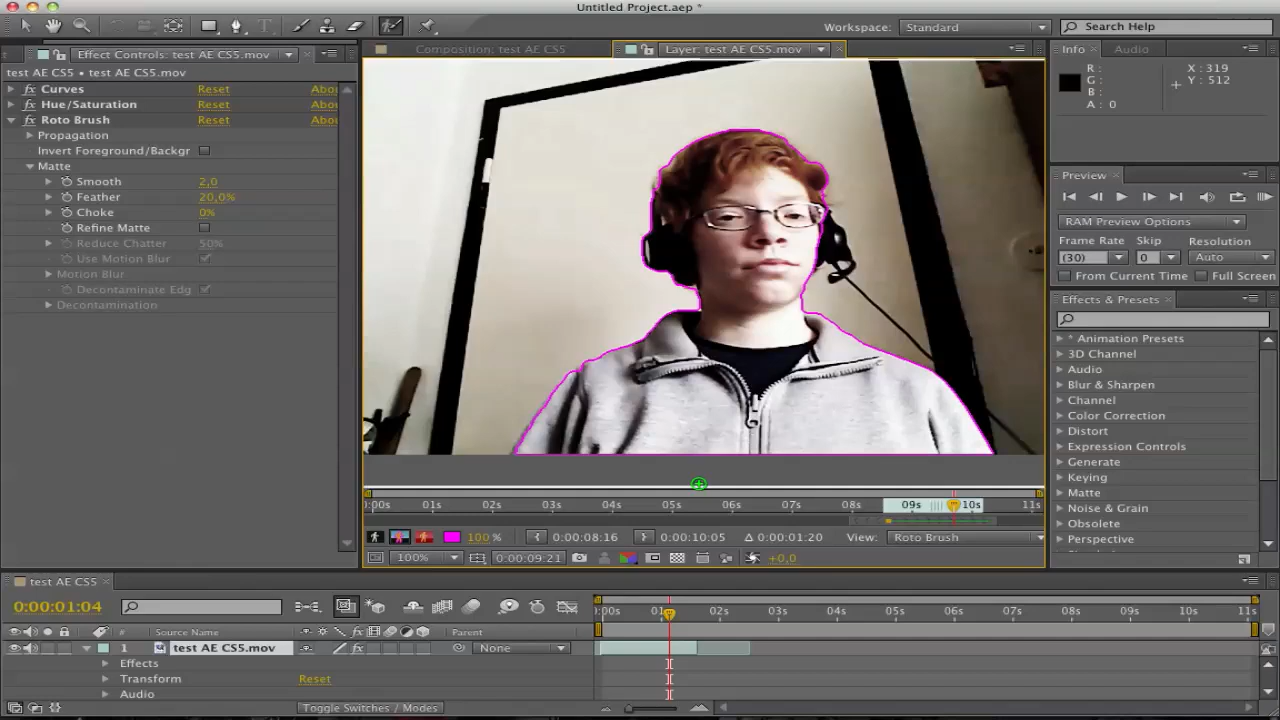 Untitled Project.aep *
Workspace: Standard
Search Help
Effect Controls: test AE CS5.mov
test AE CS5 • test AE CS5.mov
Curves Reset Abou
Hue/Saturation Reset Abou
Roto Brush Reset Abou
Propagation
Invert Foreground/Backgr
Matte
Smooth 2,0
Feather 20,0%
Choke 0%
Refine Matte
Reduce Chatter 50%
Use Motion Blur
Motion Blur
Decontaminate Edg
Decontamination
Composition: test AE CS5
Layer: test AE CS5.mov
:00s 01s 02s 03s 04s 05s 06s 07s 08s 09s 10s 11s
100 % 0:00:08:16 0:00:10:05 Δ 0:00:01:20 View: Roto Brush
100% 0:00:09:21 +0,0
Info Audio
R: X : 319
G: Y : 512
B:
A : 0
Preview
RAM Preview Options
Frame Rate Skip Resolution
(30) 0 Auto
From Current Time Full Screen
Effects & Presets
* Animation Presets
3D Channel
Audio
Blur & Sharpen
Channel
Color Correction
Distort
Expression Controls
Generate
Keying
Matte
Noise & Grain
Obsolete
Perspective
test AE CS5
0:00:01:04
# Source Name Parent
1 test AE CS5.mov None
Effects
Transform Reset
Audio
Toggle Switches / Modes
:00s 01s 02s 03s 04s 05s 06s 07s 08s 09s 10s 11s